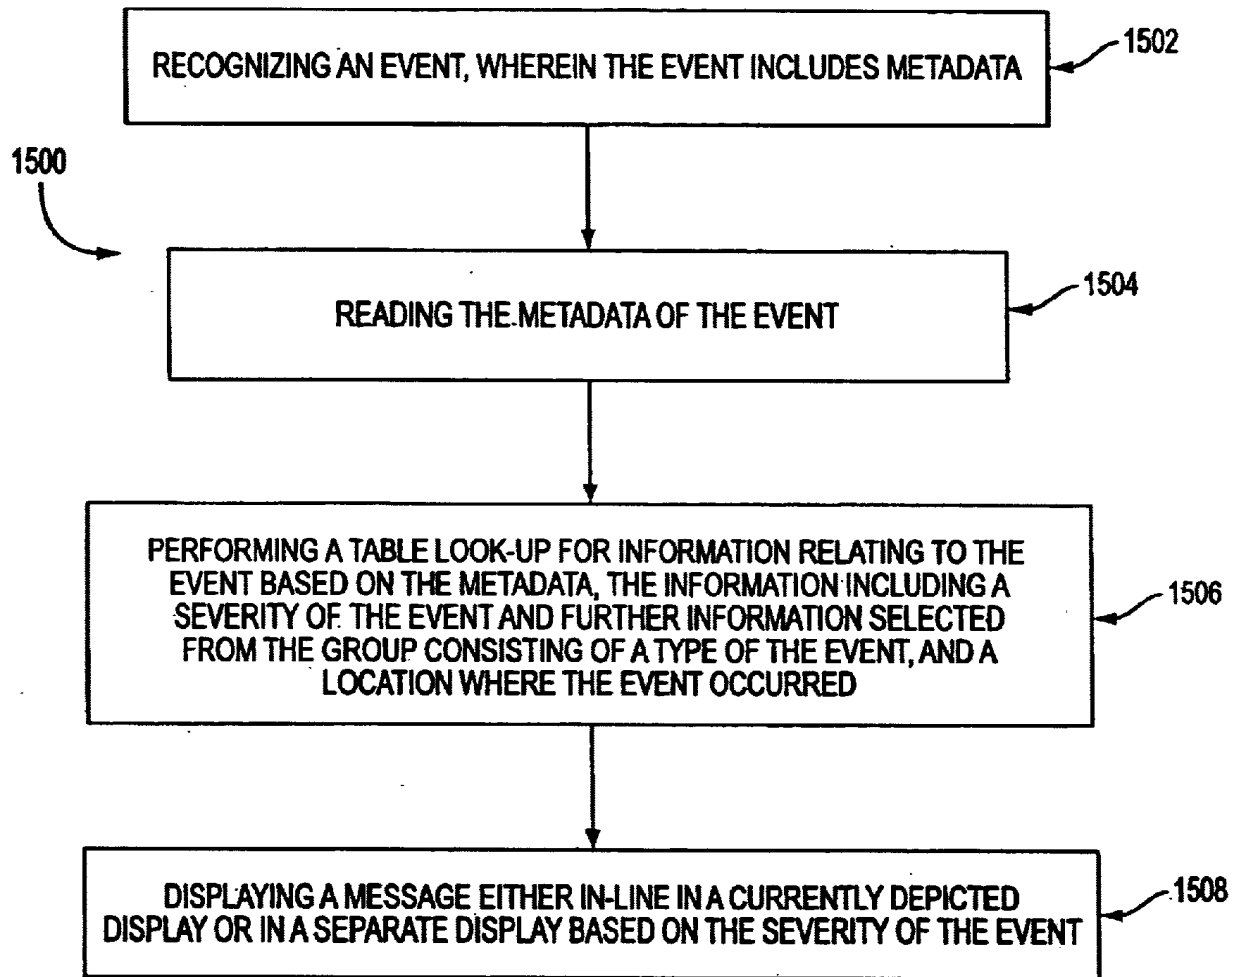 RECOGNIZING AN EVENT, WHEREIN THE EVENT INCLUDES METADATA
1502
1500
READING THE METADATA OF THE EVENT
1504
PERFORMING A TABLE LOOK-UP FOR INFORMATION RELATING TO THE
EVENT BASED ON THE METADATA, THE INFORMATION INCLUDING A
SEVERITY OF THE EVENT AND FURTHER INFORMATION SELECTED
FROM THE GROUP CONSISTING OF A TYPE OF THE EVENT, AND A
LOCATION WHERE THE EVENT OCCURRED
1506
DISPLAYING A MESSAGE EITHER IN-LINE IN A CURRENTLY DEPICTED
DISPLAY OR IN A SEPARATE DISPLAY BASED ON THE SEVERITY OF THE EVENT
1508